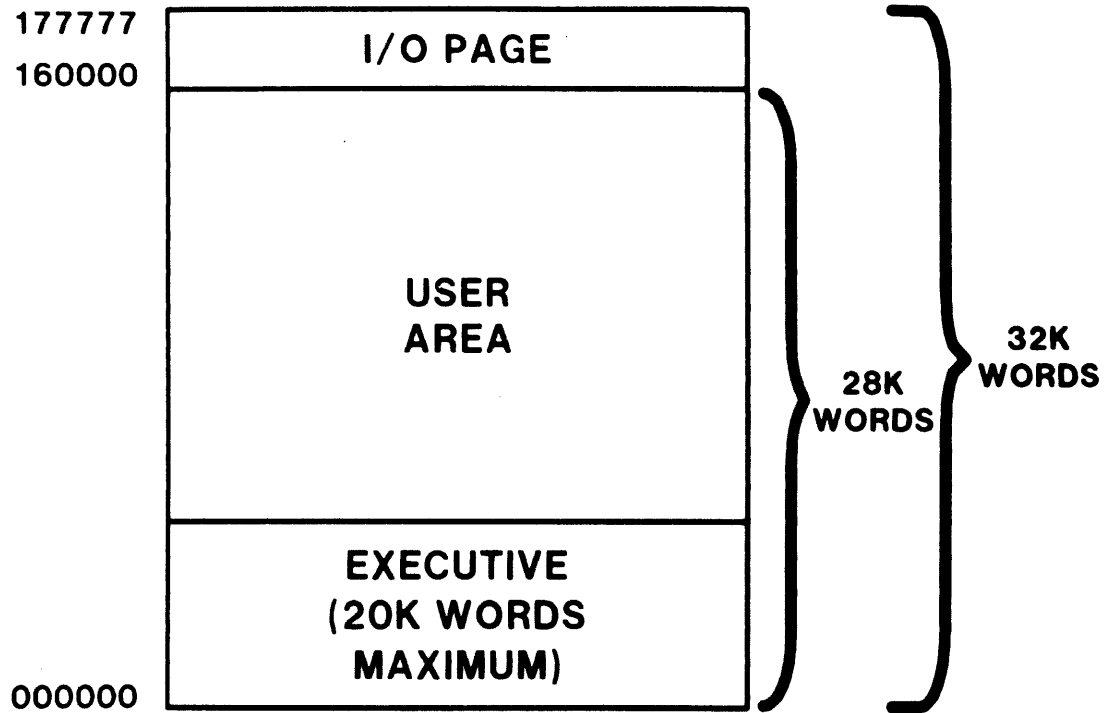 177777
I/O PAGE
160000
USER
AREA
32K
WORDS
28K
WORDS
EXECUTIVE
(20K WORDS
MAXIMUM)
000000